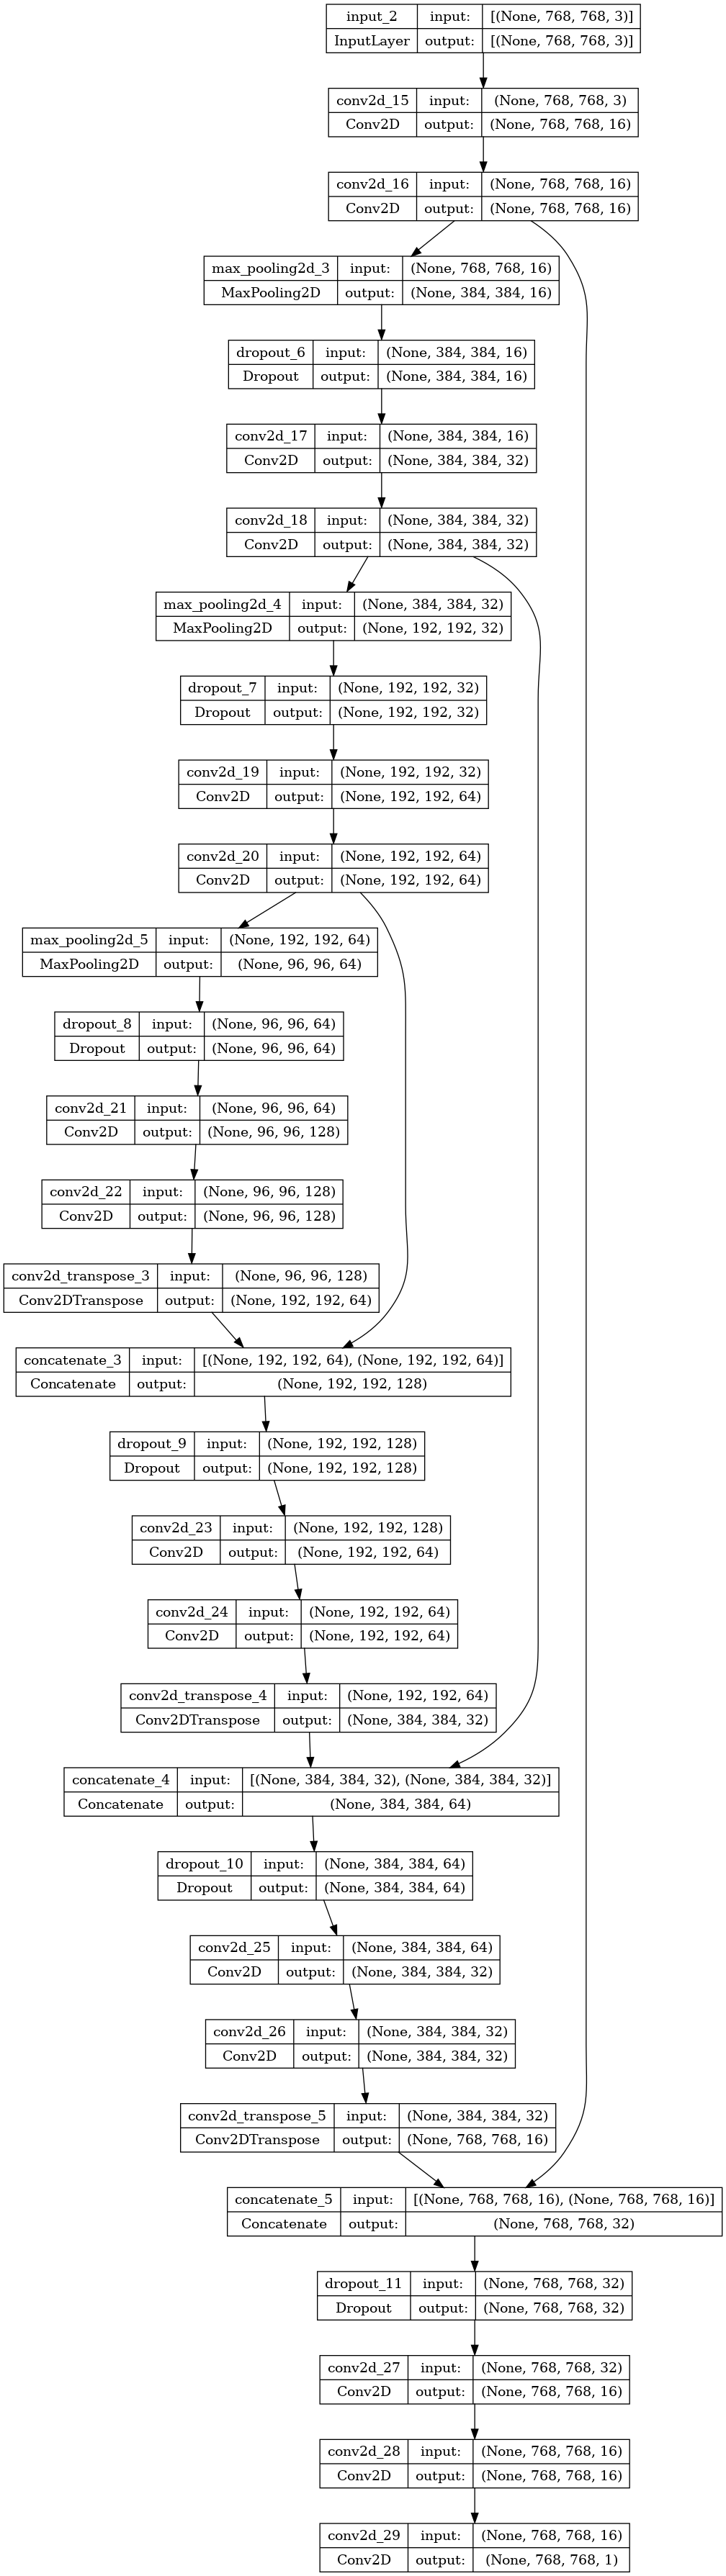 input_2 input: [(None, 768, 768, 3)]
InputLayer output: [(None, 768, 768, 3)]
conv2d_15 input: (None, 768, 768, 3)
Conv2D output: (None, 768, 768, 16)
conv2d_16 input: (None, 768, 768, 16)
Conv2D output: (None, 768, 768, 16)
max_pooling2d_3 input: (None, 768, 768, 16)
MaxPooling2D output: (None, 384, 384, 16)
dropout_6 input: (None, 384, 384, 16)
Dropout output: (None, 384, 384, 16)
conv2d_17 input: (None, 384, 384, 16)
Conv2D output: (None, 384, 384, 32)
conv2d_18 input: (None, 384, 384, 32)
Conv2D output: (None, 384, 384, 32)
max_pooling2d_4 input: (None, 384, 384, 32)
MaxPooling2D output: (None, 192, 192, 32)
dropout_7 input: (None, 192, 192, 32)
Dropout output: (None, 192, 192, 32)
conv2d_19 input: (None, 192, 192, 32)
Conv2D output: (None, 192, 192, 64)
conv2d_20 input: (None, 192, 192, 64)
Conv2D output: (None, 192, 192, 64)
max_pooling2d_5 input: (None, 192, 192, 64)
MaxPooling2D output: (None, 96, 96, 64)
dropout_8 input: (None, 96, 96, 64)
Dropout output: (None, 96, 96, 64)
conv2d_21 input: (None, 96, 96, 64)
Conv2D output: (None, 96, 96, 128)
conv2d_22 input: (None, 96, 96, 128)
Conv2D output: (None, 96, 96, 128)
conv2d_transpose_3 input: (None, 96, 96, 128)
Conv2DTranspose output: (None, 192, 192, 64)
concatenate_3 input: [(None, 192, 192, 64), (None, 192, 192, 64)]
Concatenate output: (None, 192, 192, 128)
dropout_9 input: (None, 192, 192, 128)
Dropout output: (None, 192, 192, 128)
conv2d_23 input: (None, 192, 192, 128)
Conv2D output: (None, 192, 192, 64)
conv2d_24 input: (None, 192, 192, 64)
Conv2D output: (None, 192, 192, 64)
conv2d_transpose_4 input: (None, 192, 192, 64)
Conv2DTranspose output: (None, 384, 384, 32)
concatenate_4 input: [(None, 384, 384, 32), (None, 384, 384, 32)]
Concatenate output: (None, 384, 384, 64)
dropout_10 input: (None, 384, 384, 64)
Dropout output: (None, 384, 384, 64)
conv2d_25 input: (None, 384, 384, 64)
Conv2D output: (None, 384, 384, 32)
conv2d_26 input: (None, 384, 384, 32)
Conv2D output: (None, 384, 384, 32)
conv2d_transpose_5 input: (None, 384, 384, 32)
Conv2DTranspose output: (None, 768, 768, 16)
concatenate_5 input: [(None, 768, 768, 16), (None, 768, 768, 16)]
Concatenate output: (None, 768, 768, 32)
dropout_11 input: (None, 768, 768, 32)
Dropout output: (None, 768, 768, 32)
conv2d_27 input: (None, 768, 768, 32)
Conv2D output: (None, 768, 768, 16)
conv2d_28 input: (None, 768, 768, 16)
Conv2D output: (None, 768, 768, 16)
conv2d_29 input: (None, 768, 768, 16)
Conv2D output: (None, 768, 768, 1)